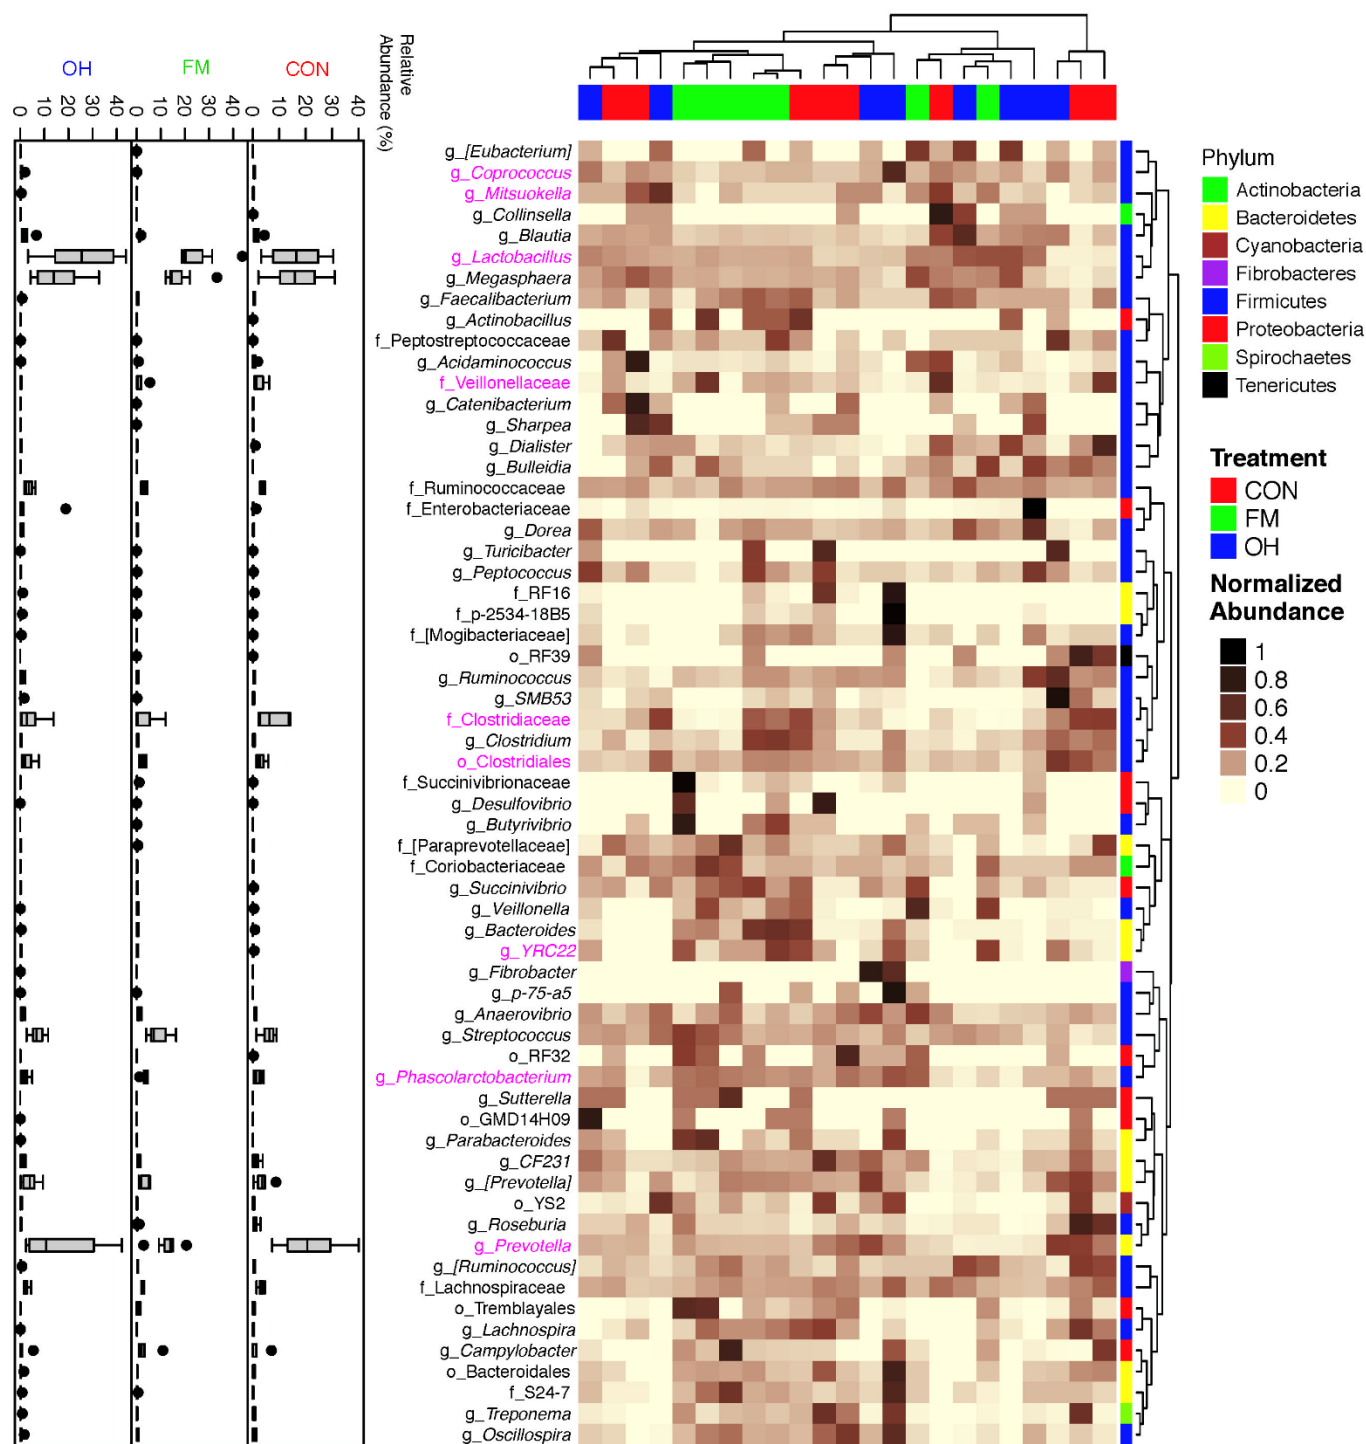 OH
FM
CON
Relative
Abundance (%)
0 10 20 30 40
0 10 20 30 40
0 10 20 30 40
g_[Eubacterium]
g_Coprococcus
g_Mitsuokella
g_Collinsella
g_Blautia
g_Lactobacillus
g_Megasphaera
g_Faecalibacterium
g_Actinobacillus
f_Peptostreptococcaceae
g_Acidaminococcus
f_Veillonellaceae
g_Catenibacterium
g_Sharpea
g_Dialister
g_Bulleidia
f_Ruminococcaceae
f_Enterobacteriaceae
g_Dorea
g_Turicibacter
g_Peptococcus
f_RF16
f_p-2534-18B5
f_[Mogibacteriaceae]
o_RF39
g_Ruminococcus
g_SMB53
f_Clostridiaceae
g_Clostridium
o_Clostridiales
f_Succinivibrionaceae
g_Desulfovibrio
g_Butyrivibrio
f_[Paraprevotellaceae]
f_Coriobacteriaceae
g_Succinivibrio
g_Veillonella
g_Bacteroides
g_YRC22
g_Fibrobacter
g_p-75-a5
g_Anaerovibrio
g_Streptococcus
o_RF32
g_Phascolarctobacterium
g_Sutterella
o_GMD14H09
g_Parabacteroides
g_CF231
g_[Prevotella]
o_YS2
g_Roseburia
g_Prevotella
g_[Ruminococcus]
f_Lachnospiraceae
o_Tremblayales
g_Lachnospira
g_Campylobacter
o_Bacteroidales
f_S24-7
g_Treponema
g_Oscillospira
Phylum
Actinobacteria
Bacteroidetes
Cyanobacteria
Fibrobacteres
Firmicutes
Proteobacteria
Spirochaetes
Tenericutes
Treatment
CON
FM
OH
Normalized
Abundance
1
0.8
0.6
0.4
0.2
0